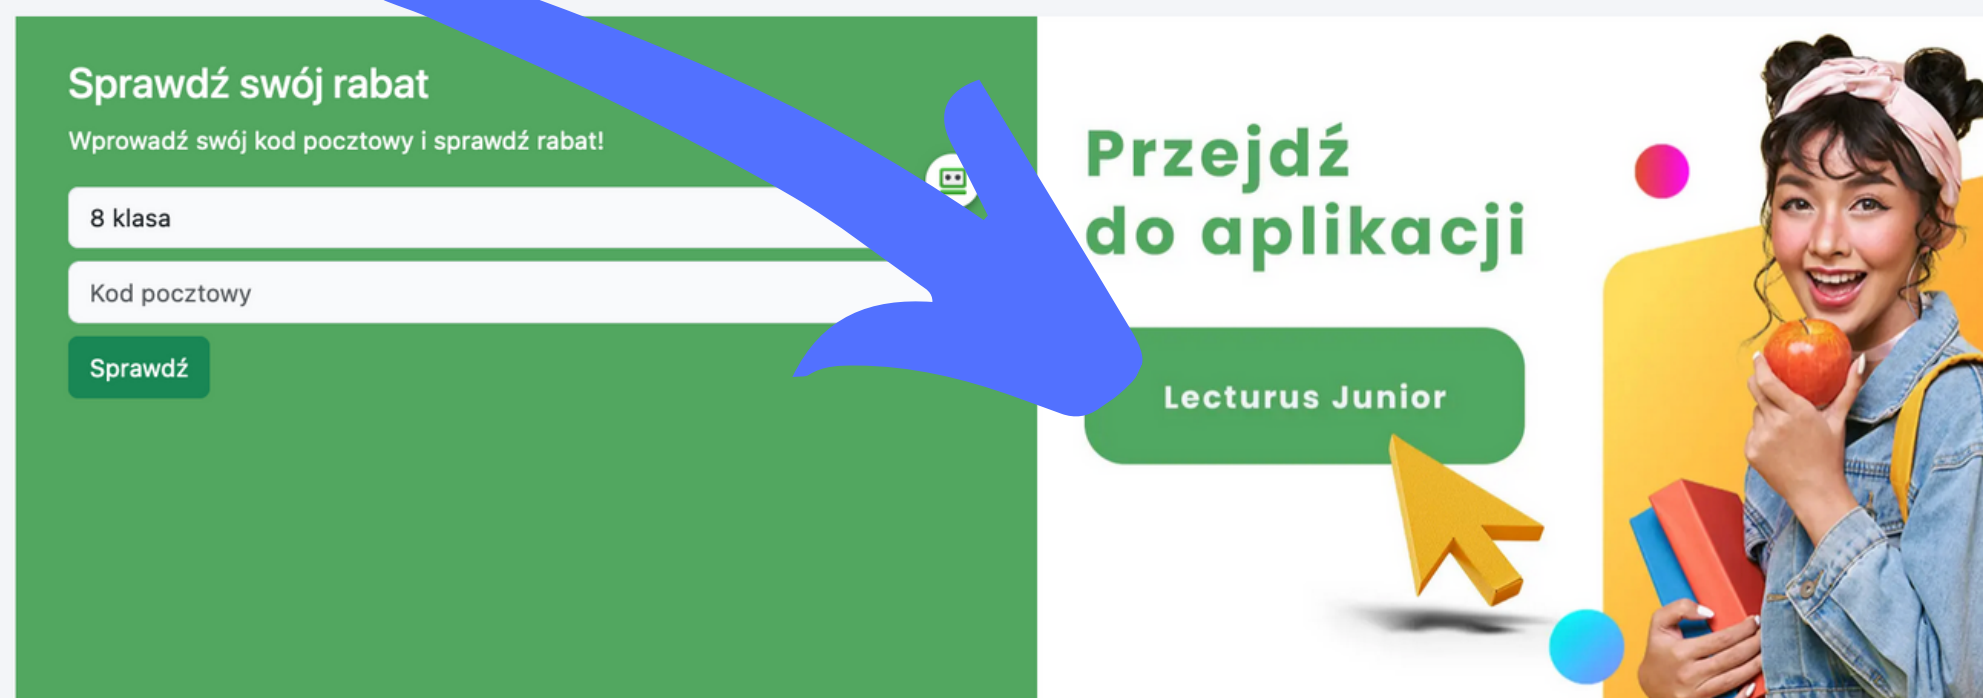 Sprawdź swój rabat
Wprowadź swój kod pocztowy i sprawdź rabat!
8 klasa
Kod pocztowy
Sprawdź
Przejdź
do aplikacji
Lecturus Junior